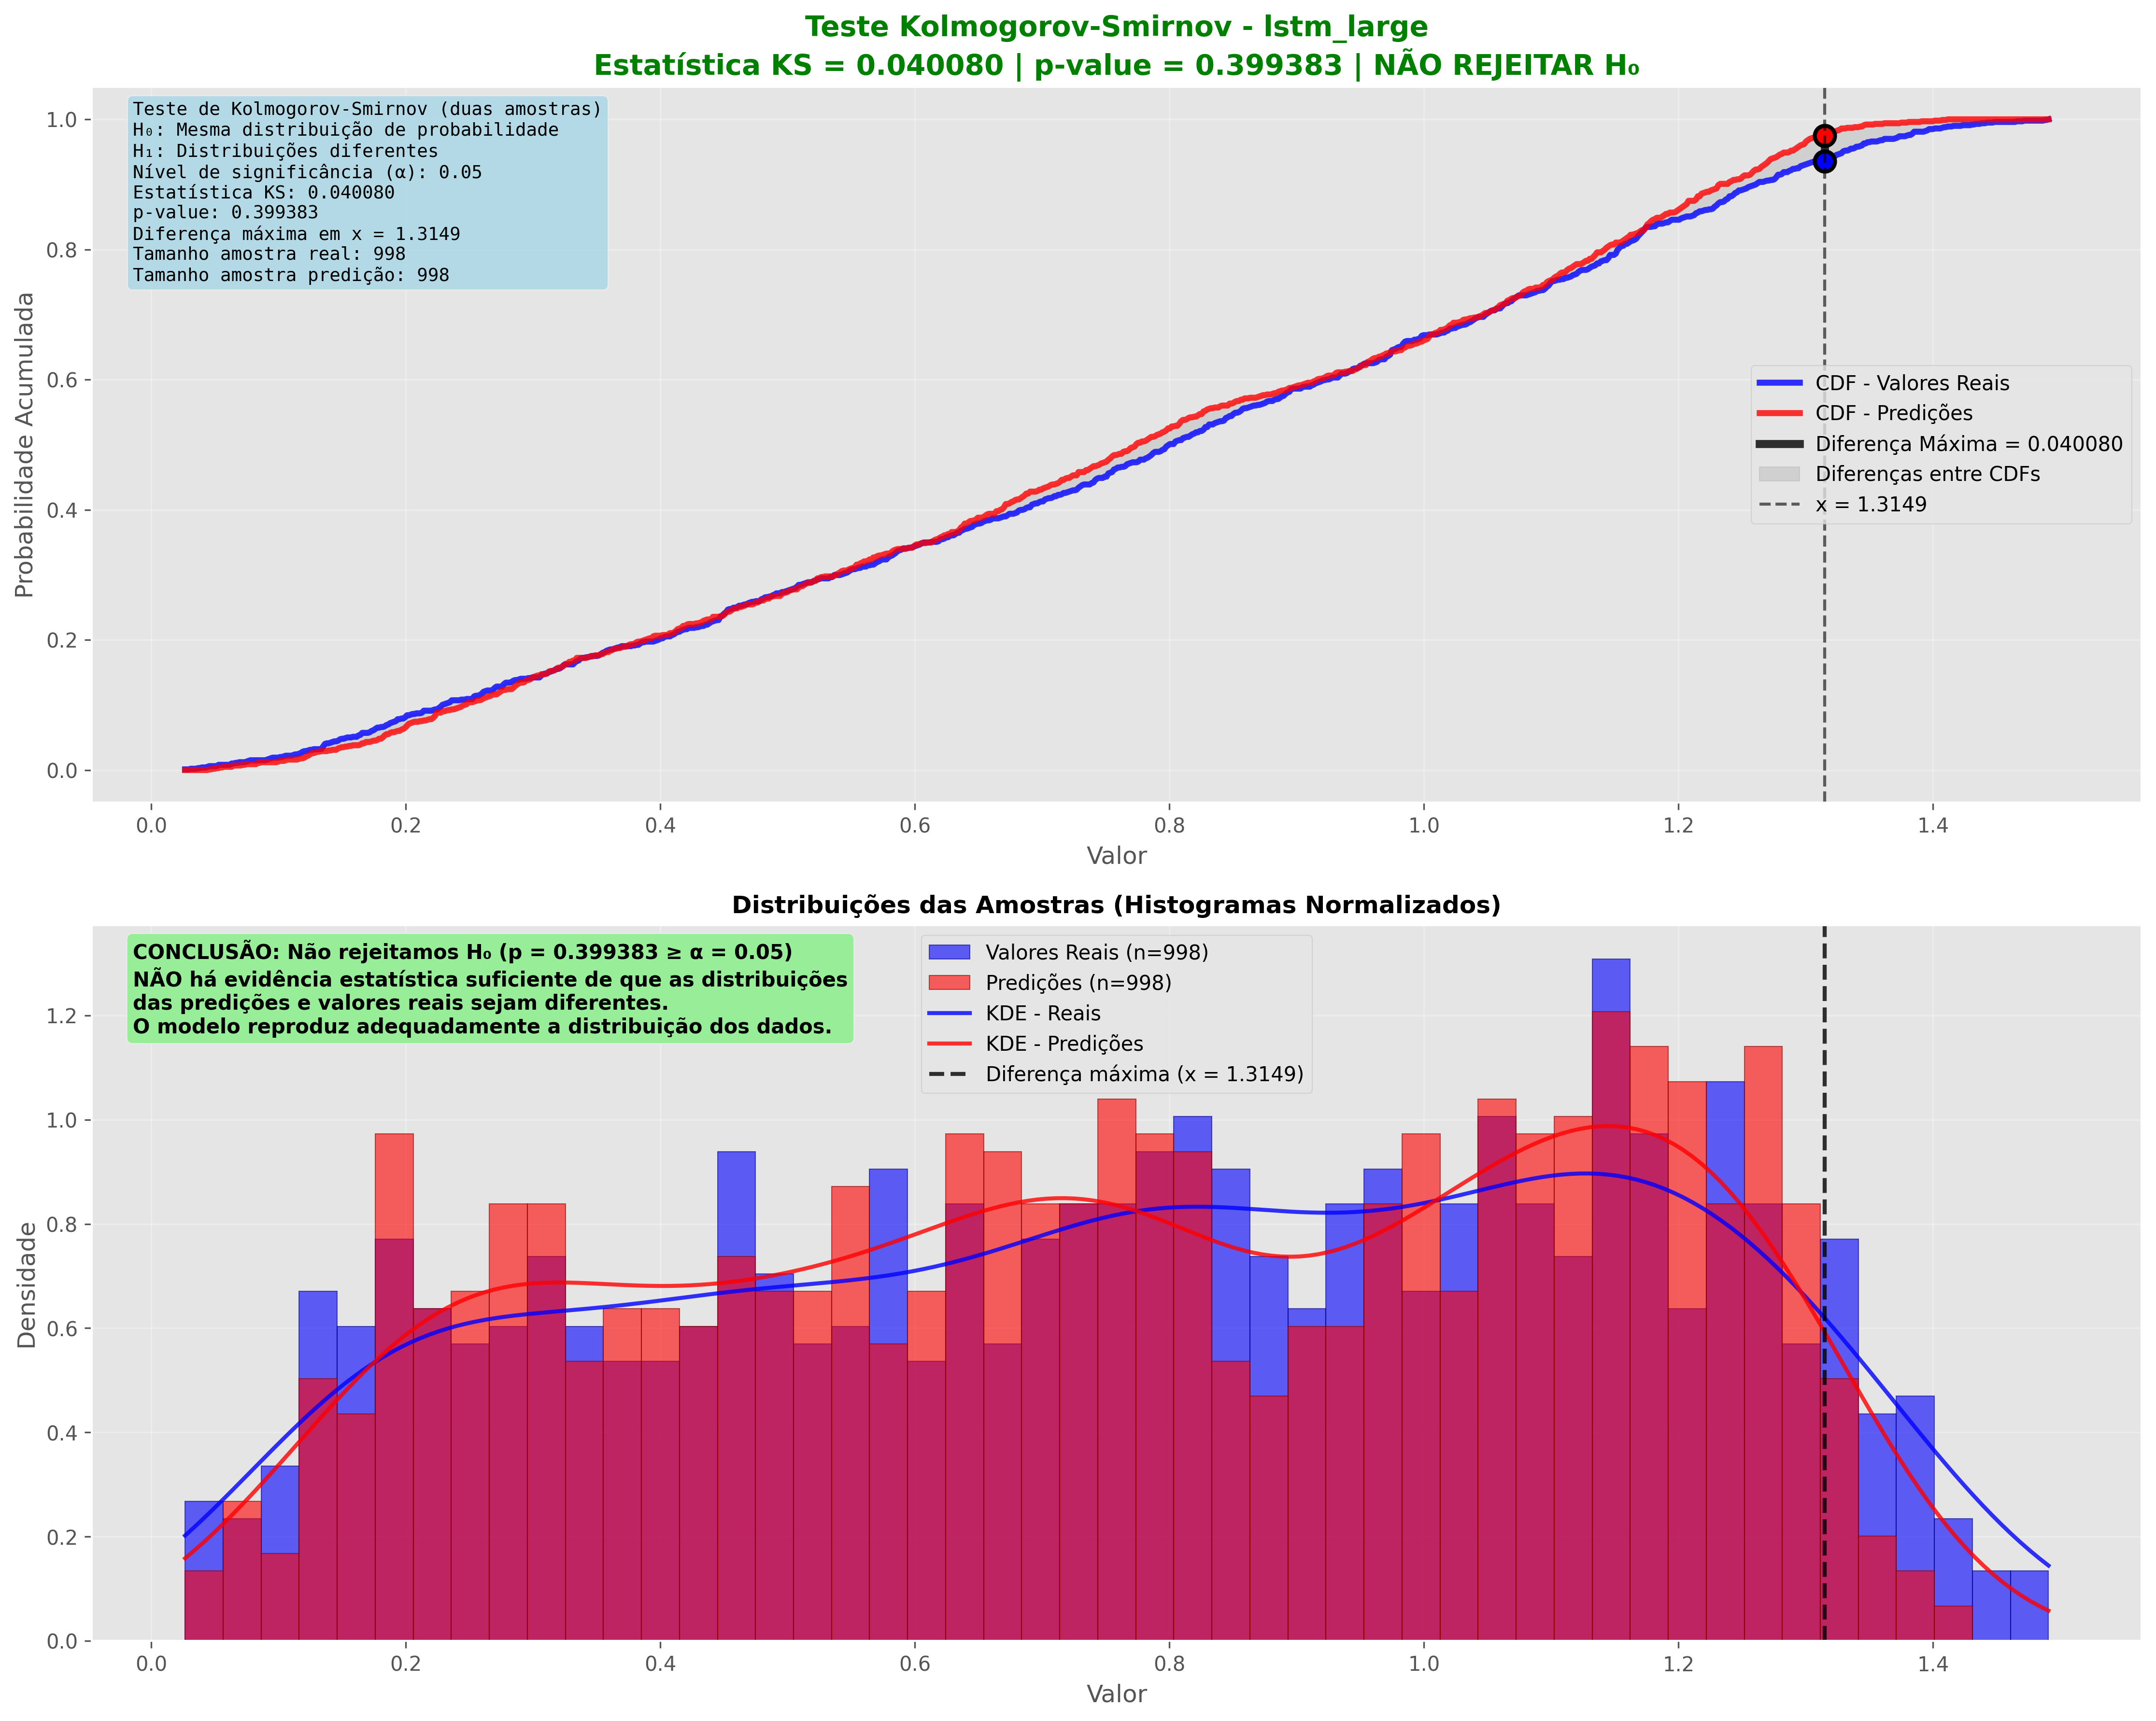 Teste Kolmogorov-Smirnov - lstm_large
Estatística KS = 0.040080 | p-value = 0.399383 | NÃO REJEITAR H₀
Teste de Kolmogorov-Smirnov (duas amostras)
H₀: Mesma distribuição de probabilidade
H₁: Distribuições diferentes
Nível de significância (α): 0.05
Estatística KS: 0.040080
p-value: 0.399383
Diferença máxima em x = 1.3149
Tamanho amostra real: 998
Tamanho amostra predição: 998
Probabilidade Acumulada
1.0
0.8
0.6
0.4
0.2
0.0
CDF - Valores Reais
CDF - Predições
Diferença Máxima = 0.040080
Diferenças entre CDFs
x = 1.3149
0.0 0.2 0.4 0.6 0.8 1.0 1.2 1.4
Valor
Distribuições das Amostras (Histogramas Normalizados)
CONCLUSÃO: Não rejeitamos H₀ (p = 0.399383 ≥ α = 0.05)
NÃO há evidência estatística suficiente de que as distribuições
das predições e valores reais sejam diferentes.
O modelo reproduz adequadamente a distribuição dos dados.
Valores Reais (n=998)
Predições (n=998)
KDE - Reais
KDE - Predições
Diferença máxima (x = 1.3149)
Densidade
1.2
1.0
0.8
0.6
0.4
0.2
0.0
0.0 0.2 0.4 0.6 0.8 1.0 1.2 1.4
Valor